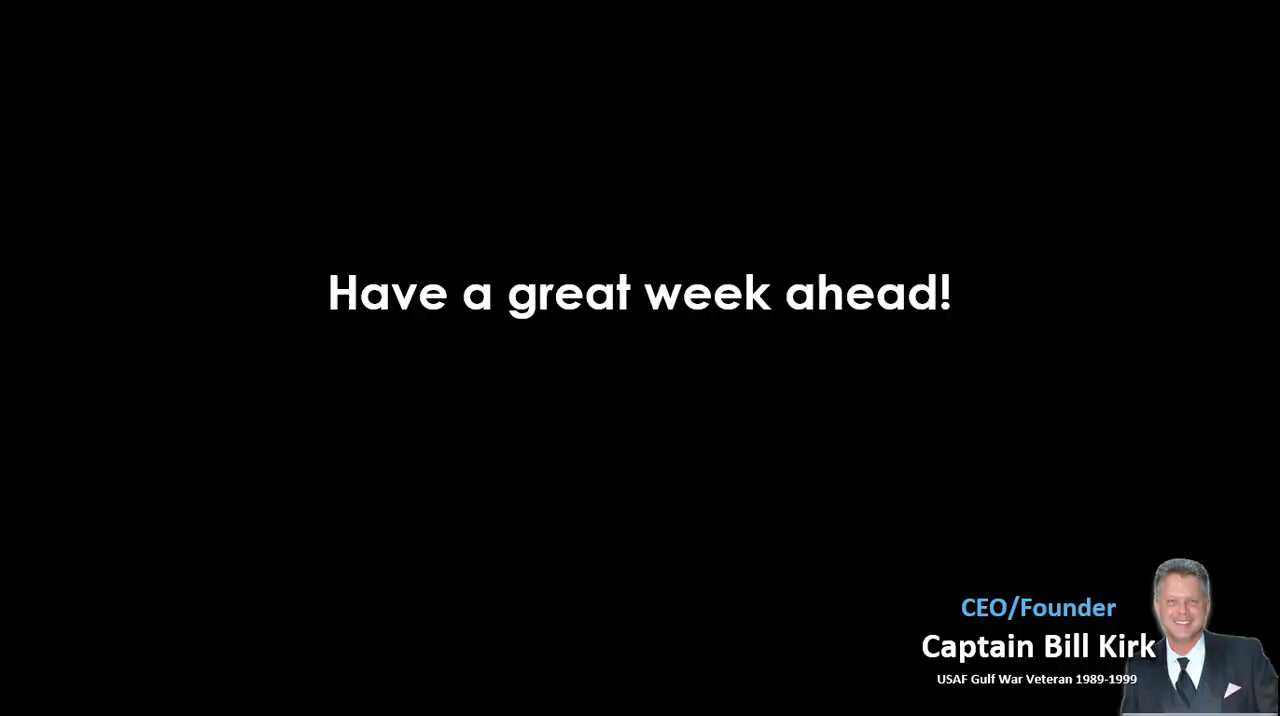 Have a great week ahead!
CEO/Founder
Captain Bill Kirk
USAF Gulf War Veteran 1989-1999